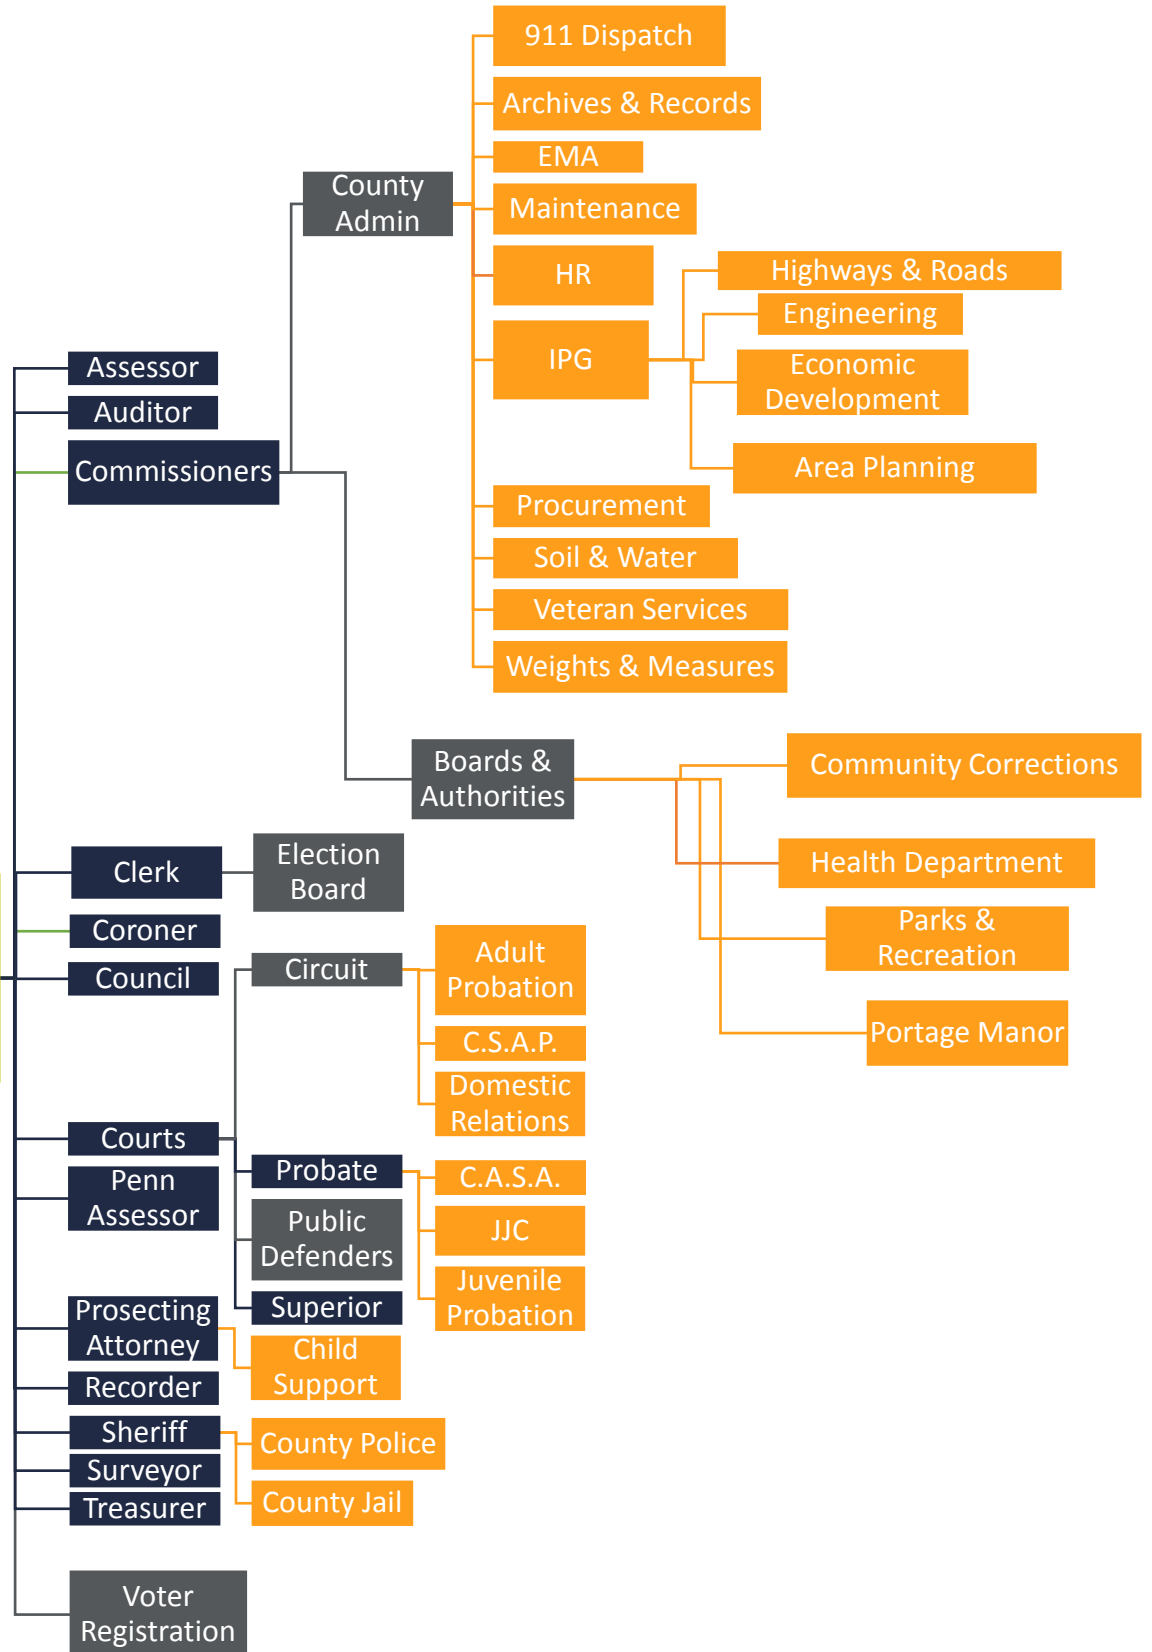 911 Dispatch
Archives & Records
EMA
County
Admin
Maintenance
HR
Highways & Roads
Engineering
IPG
Economic
Development
Assessor
Auditor
Commissioners
Area Planning
Procurement
Soil & Water
Veteran Services
Weights & Measures
Boards &
Authorities
Community Corrections
Clerk
Election
Board
Health Department
Coroner
Parks &
Recreation
Council
Circuit
Adult
Probation
C.S.A.P.
Portage Manor
Domestic
Relations
Courts
Penn
Assessor
Probate
C.A.S.A.
Public
Defenders
JJC
Superior
Juvenile
Probation
Prosecting
Attorney
Child
Support
Recorder
Sheriff
County Police
Surveyor
Treasurer
County Jail
Voter
Registration